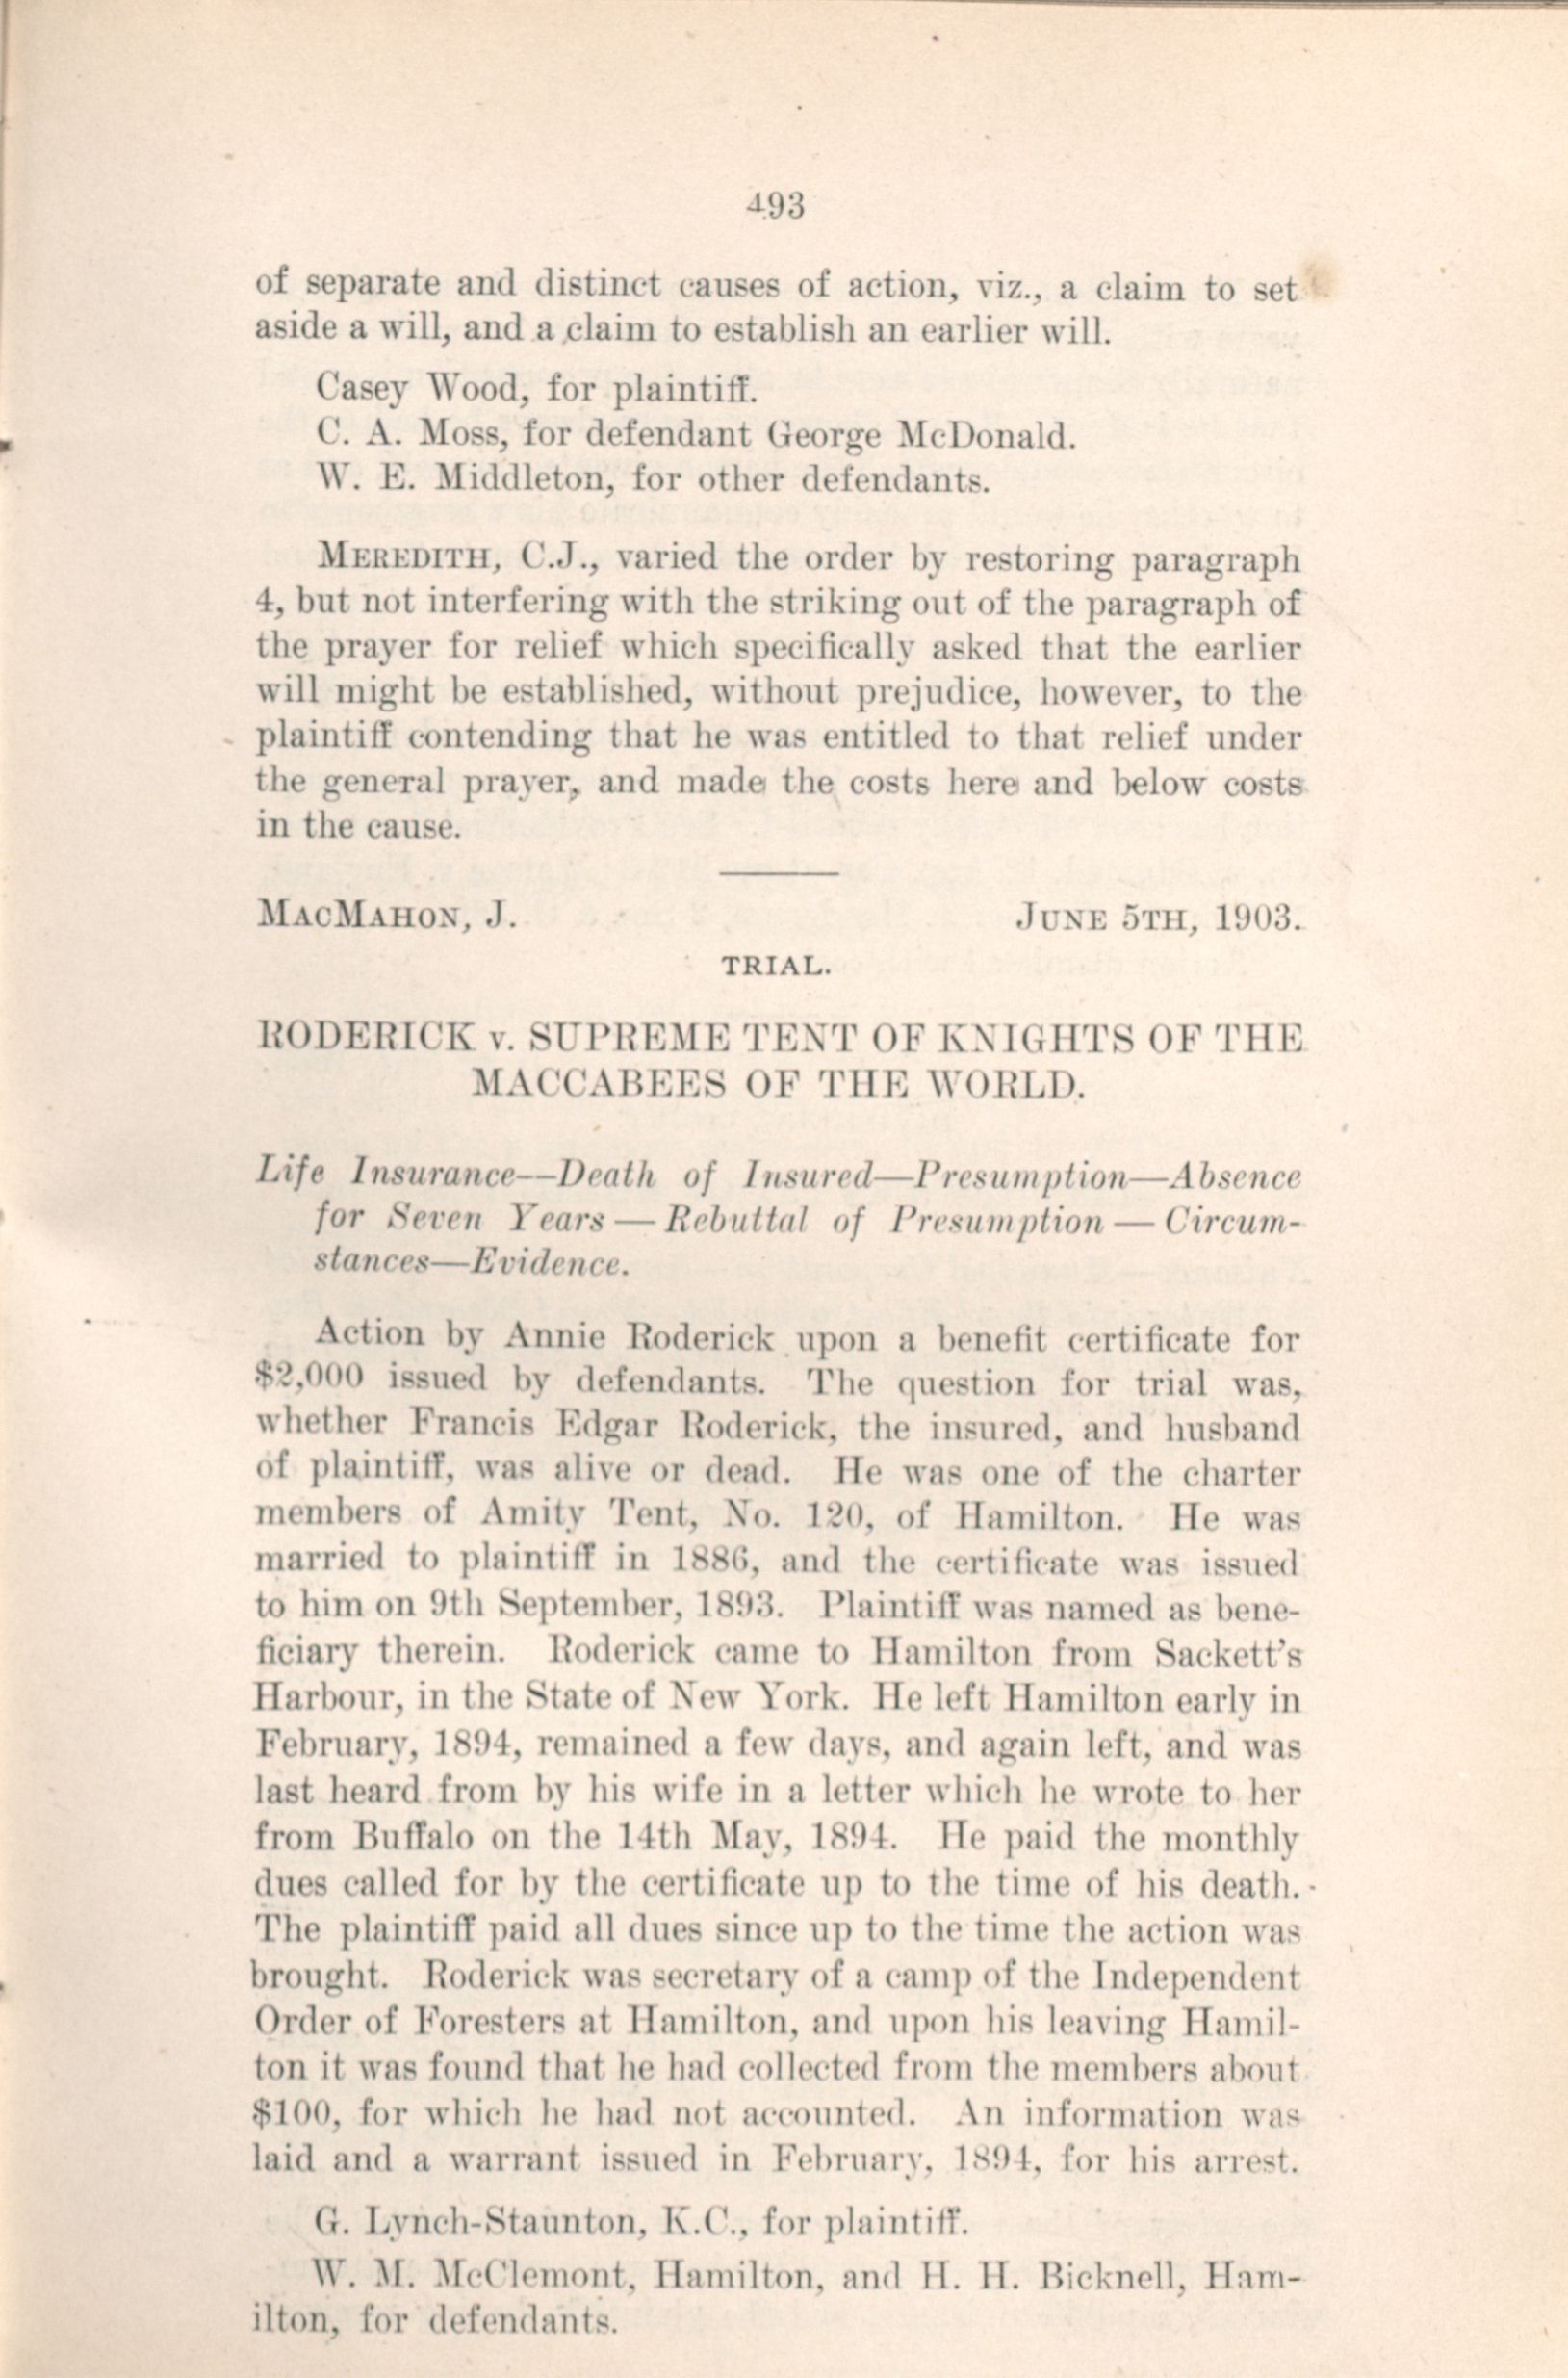 493
of separate and distinct causes of action, viz., a claim to set
aside a will, and a claim to establish an earlier will.
Casey Wood, for plaintiff.
C. A. Moss, for defendant George McDonald.
W. E. Middleton, for other defendants.
MEREDITH, C.J., varied the order by restoring paragraph
4, but not interfering with the striking out of the paragraph of
the prayer for relief which specifically asked that the earlier
will might be established, without prejudice, however, to the
plaintiff contending that he was entitled to that relief under
the general prayer, and made the costs here and below costs
in the cause.
MACMAHON, J. JUNE 5TH, 1903.
TRIAL.
RODERICK v. SUPREME TENT OF KNIGHTS OF THE
MACCABEES OF THE WORLD.
Life Insurance—Death of Insured—Presumption—Absence
for Seven Years — Rebuttal of Presumption — Circum-
stances—Evidence.
Action by Annie Roderick upon a benefit certificate for
$2,000 issued by defendants. The question for trial was,
whether Francis Edgar Roderick, the insured, and husband
of plaintiff, was alive or dead. He was one of the charter
members of Amity Tent, No. 120, of Hamilton. He was
married to plaintiff in 1886, and the certificate was issued
to him on 9th September, 1893. Plaintiff was named as bene-
ficiary therein. Roderick came to Hamilton from Sackett's
Harbour, in the State of New York. He left Hamilton early in
February, 1894, remained a few days, and again left, and was
last heard from by his wife in a letter which he wrote to her
from Buffalo on the 14th May, 1894. He paid the monthly
dues called for by the certificate up to the time of his death.
The plaintiff paid all dues since up to the time the action was
brought. Roderick was secretary of a camp of the Independent
Order of Foresters at Hamilton, and upon his leaving Hamil-
ton it was found that he had collected from the members about
$100, for which he had not accounted. An information was
laid and a warrant issued in February, 1894, for his arrest.
G. Lynch-Staunton, K.C., for plaintiff.
W. M. McClemont, Hamilton, and H. H. Bicknell, Ham-
ilton, for defendants.